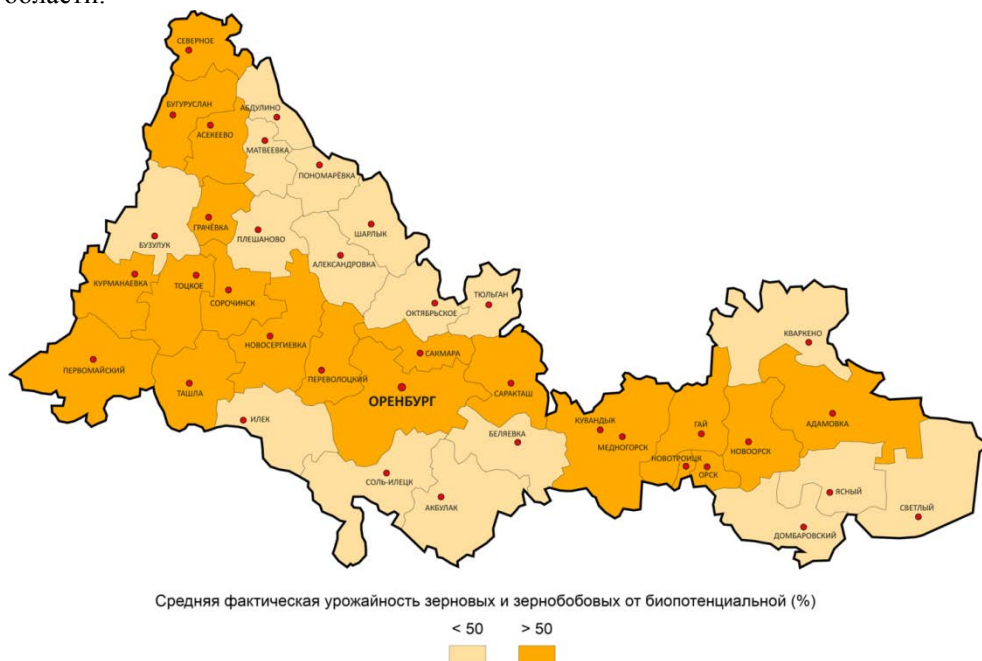 области.
СЕВЕРНОЕ
БУГУРУСЛАН
АБДУЛИНО
АСЕКЕЕВО
МАТВЕЕВКА
ПОНОМАРЁВКА
ГРАЧЁВКА
ШАРЛЫК
БУЗУЛУК
ПЛЕШАНОВО
АЛЕКСАНДРОВКА
КУРМАНАЕВКА
ТОЦКОЕ
СОРОЧИНСК
ТЮЛЬГАН
ОКТЯБРЬСКОЕ
КВАРКЕНО
НОВОСЕРГИЕВКА
САКМАРА
ПЕРВОМАЙСКИЙ
ПЕРЕВОЛОЦКИЙ
ТАШЛА
ОРЕНБУРГ
САРАКТАШ
ИЛЕК
БЕЛЯЕВКА
КУВАНДЫК
МЕДНОГОРСК
ГАЙ
АДАМОВКА
НОВООРСК
НОВОТРОИЦК
ОРСК
СОЛЬ-ИЛЕЦК
АКБУЛАК
ЯСНЫЙ
СВЕТЛЫЙ
ДОМБАРОВСКИЙ
Средняя фактическая урожайность зерновых и зернобобовых от биопотенциальной (%)
< 50 > 50